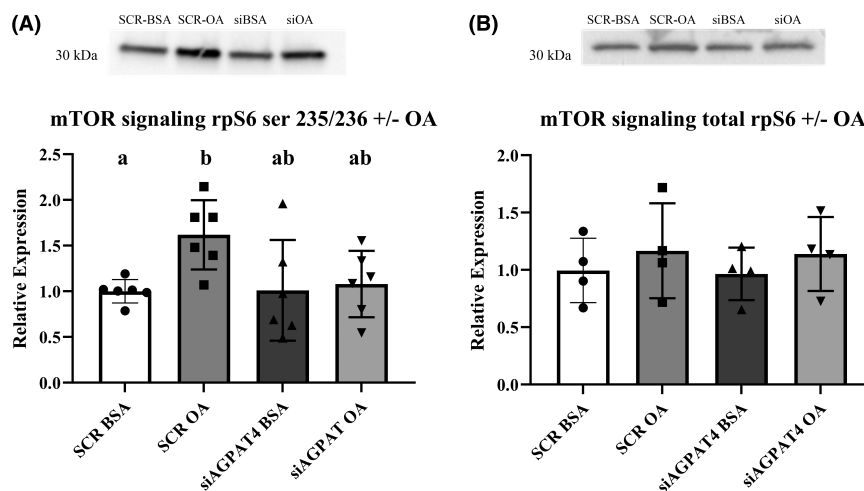 (A)
SCR-BSA SCR-OA siBSA siOA
30 kDa
mTOR signaling rpS6 ser 235/236 +/- OA
a b ab ab
2.5
2.0
1.5
1.0
0.5
0.0
Relative Expression
SCR BSA
SCR OA
siAGPAT4 BSA
siAGPAT OA
(B)
SCR-BSA SCR-OA siBSA siOA
30 kDa
mTOR signaling total rpS6 +/- OA
2.0
1.5
1.0
0.5
0.0
Relative Expression
SCR BSA
SCR OA
siAGPAT4 BSA
siAGPAT4 OA